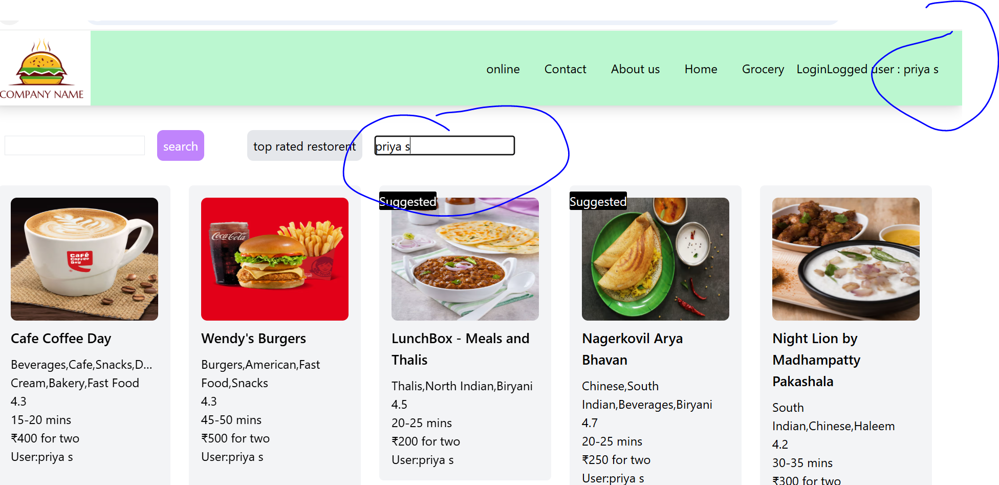 COMPANY NAME
online Contact About us Home Grocery LoginLogged user : priya s
search top rated restorent priya s
Suggested
Suggested
Coca-Cola
Café
Coffee
Day
Cafe Coffee Day
Beverages,Cafe,Snacks,D...
Cream,Bakery,Fast Food
4.3
15-20 mins
₹400 for two
User:priya s
Wendy's Burgers
Burgers,American,Fast
Food,Snacks
4.3
45-50 mins
₹500 for two
User:priya s
LunchBox - Meals and
Thalis
Thalis,North Indian,Biryani
4.5
20-25 mins
₹200 for two
User:priya s
Nagerkovil Arya
Bhavan
Chinese,South
Indian,Beverages,Biryani
4.7
20-25 mins
₹250 for two
User:priya s
Night Lion by
Madhampatty
Pakashala
South
Indian,Chinese,Haleem
4.2
30-35 mins
₹300 for two